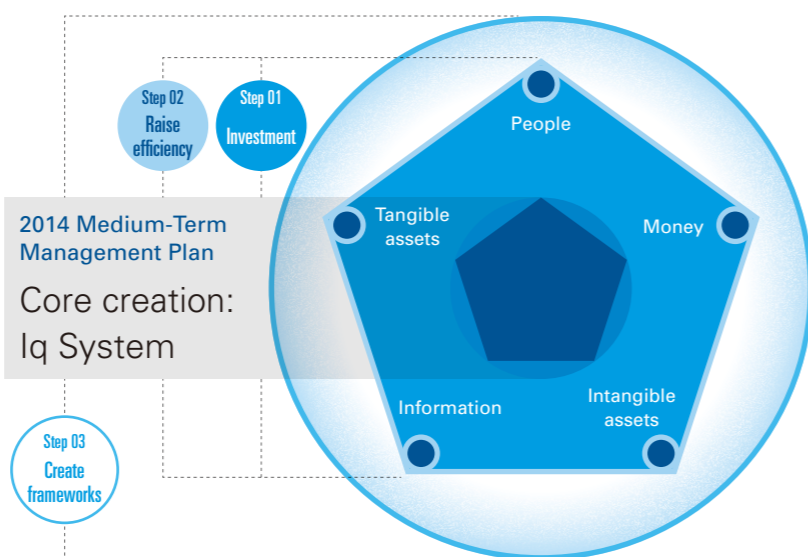 Step 02
Raise
efficiency
Step 01
Investment
People
2014 Medium-Term
Management Plan
Core creation:
Iq System
Tangible
assets
Money
Information
Intangible
assets
Step 03
Create
frameworks